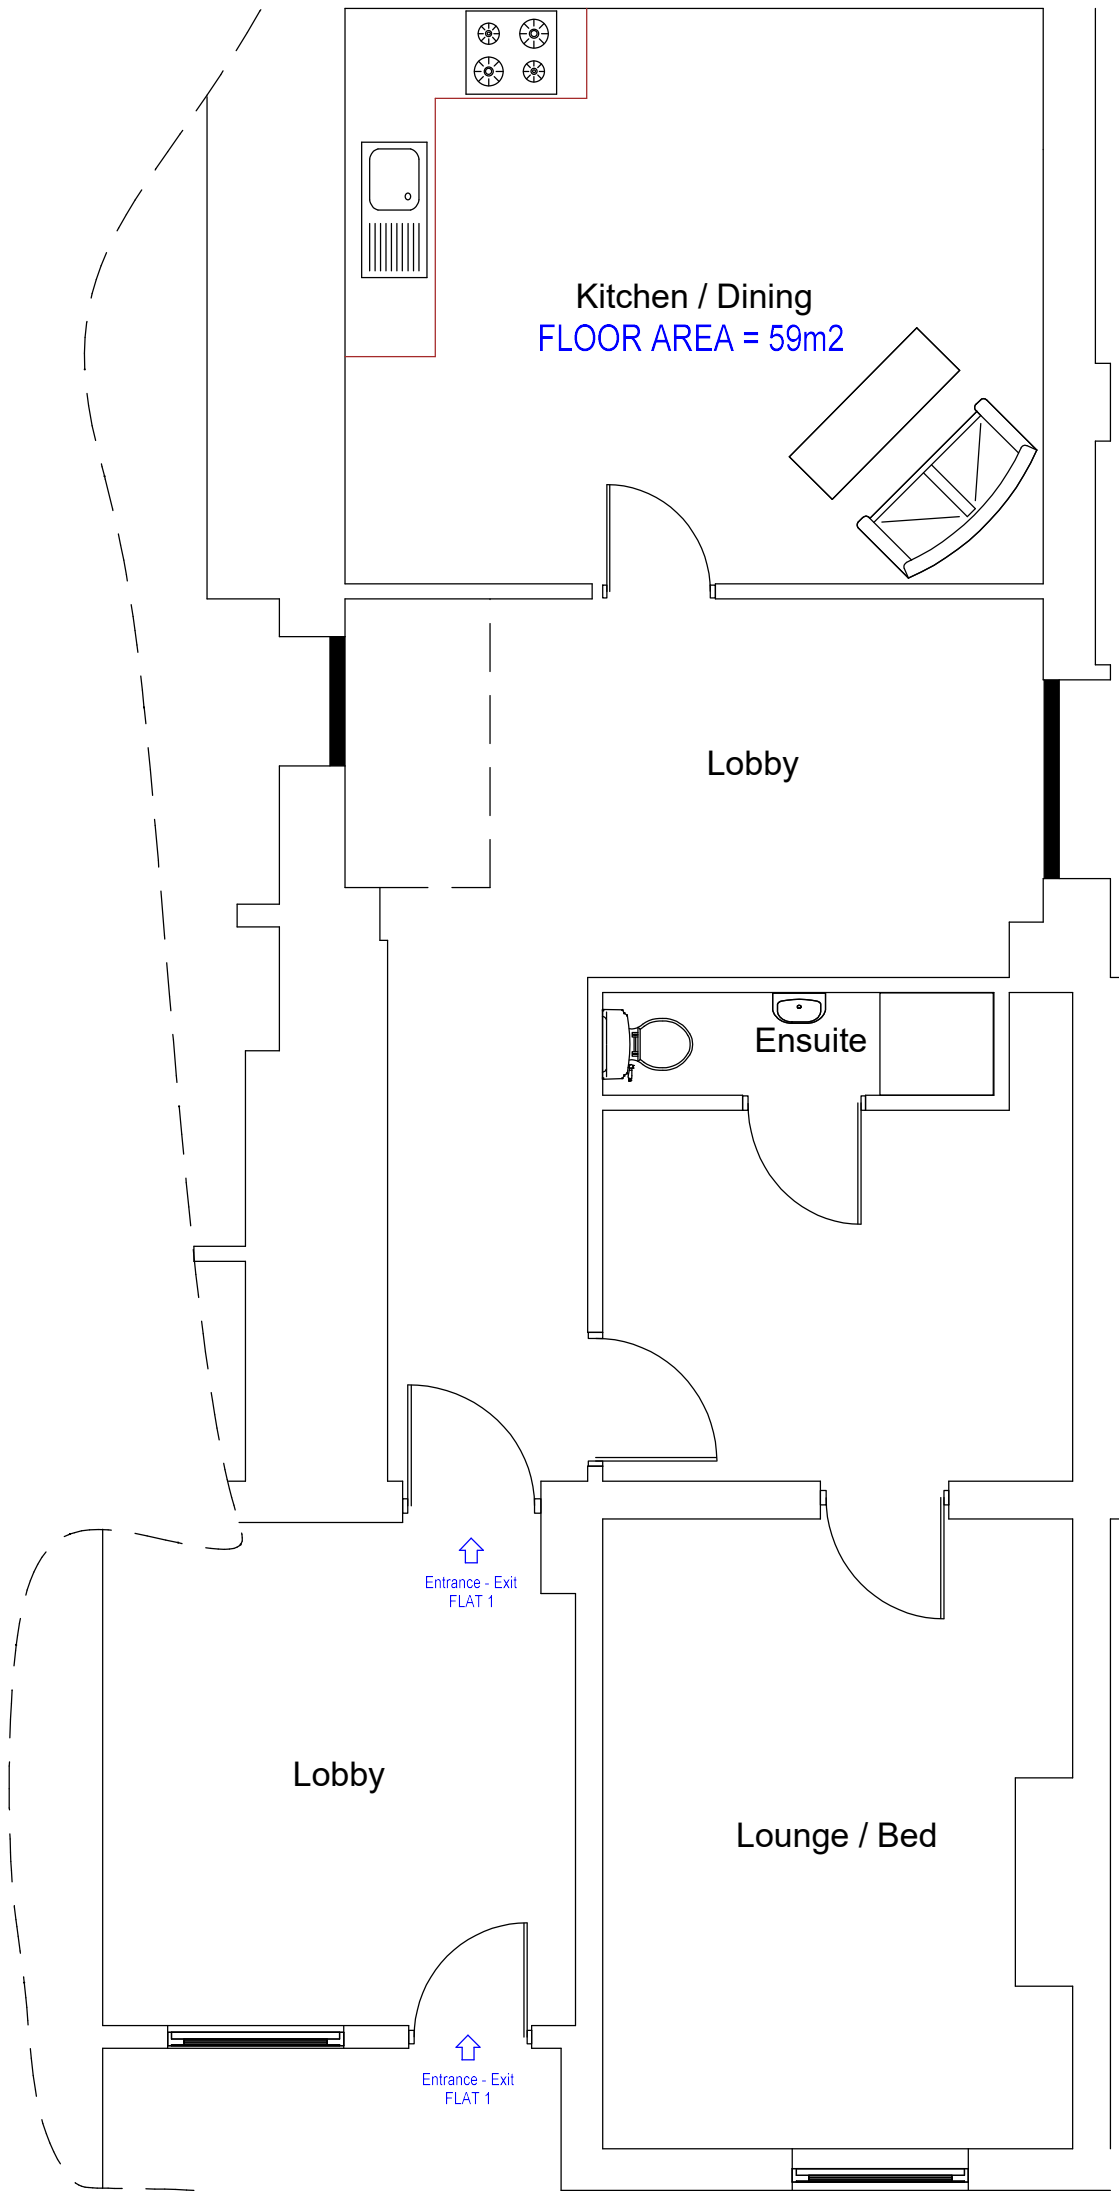 Kitchen / Dining
FLOOR AREA = 59m2
Lobby
Ensuite
Entrance - Exit
FLAT 1
Lobby
Lounge / Bed
Entrance - Exit
FLAT 1